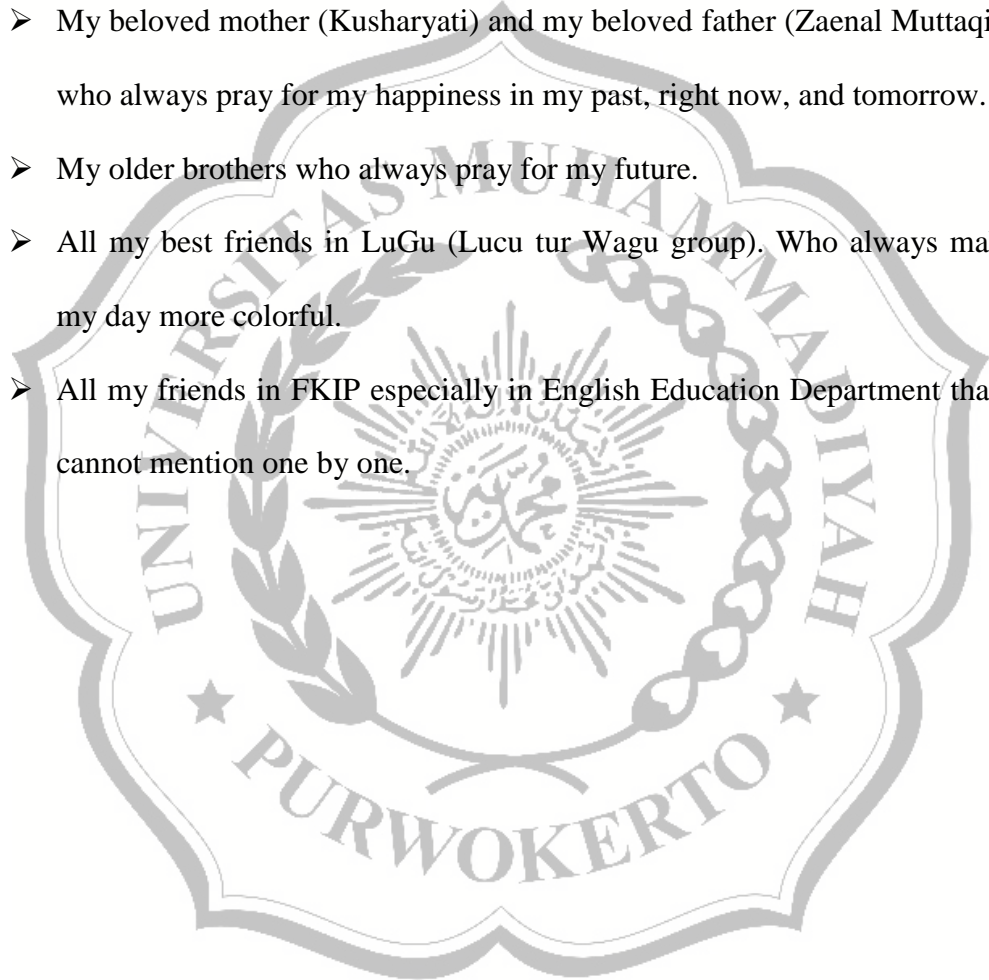 ➤ My beloved mother (Kusharyati) and my beloved father (Zaenal Muttaqi
who always pray for my happiness in my past, right now, and tomorrow.
➤ My older brothers who always pray for my future.
➤ All my best friends in LuGu (Lucu tur Wagu group). Who always ma
my day more colorful.
➤ All my friends in FKIP especially in English Education Department tha
cannot mention one by one.
UNIVERSITAS MUHAMMADIYAH
PURWOKERTO